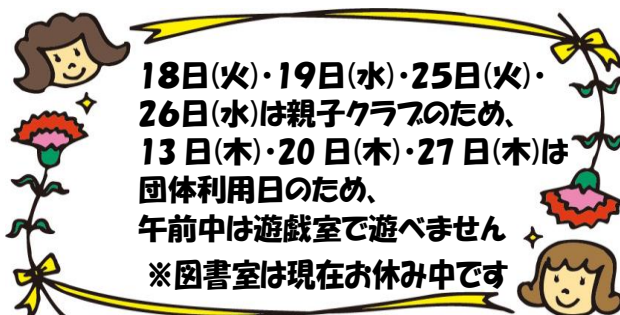 18日(火)・19日(水)・25日(火)・
26日(水)は親子クラブのため、
13日(木)・20日(木)・27日(木)は
団体利用日のため、
午前中は遊戯室で遊べません
※図書室は現在お休み中です